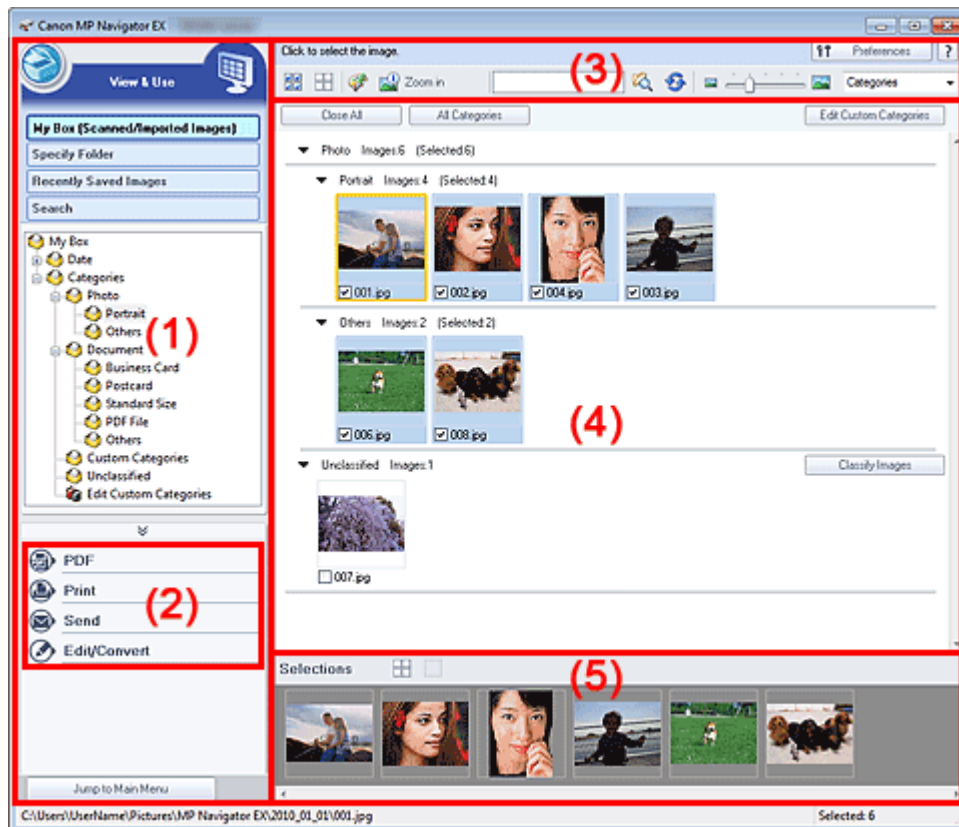 Canon MP Navigator EX
View & Use
My Box (Scanned/Imported Images)
Specify Folder
Recently Saved Images
Search
My Box
Date
Categories
Photo
Portrait
Others
Document
Business Card
Postcard
Standard Size
PDF File
Others
Custom Categories
Unclassified
Edit Custom Categories
(1)
PDF
Print
Send
Edit/Convert
(2)
Jump to Main Menu
Click to select the image.
Preferences
?
Zoom in
Categories
(3)
Close All
All Categories
Edit Custom Categories
Photo Images:6 (Selected:6)
Portrait Images:4 (Selected:4)
001.jpg
002.jpg
004.jpg
003.jpg
Others Images:2 (Selected:2)
006.jpg
008.jpg
(4)
Unclassified Images:1
Classify Images
007.jpg
Selections
(5)
C:\Users\UserName\Pictures\MP Navigator EX\2010_01_01\001.jpg
Selected: 6